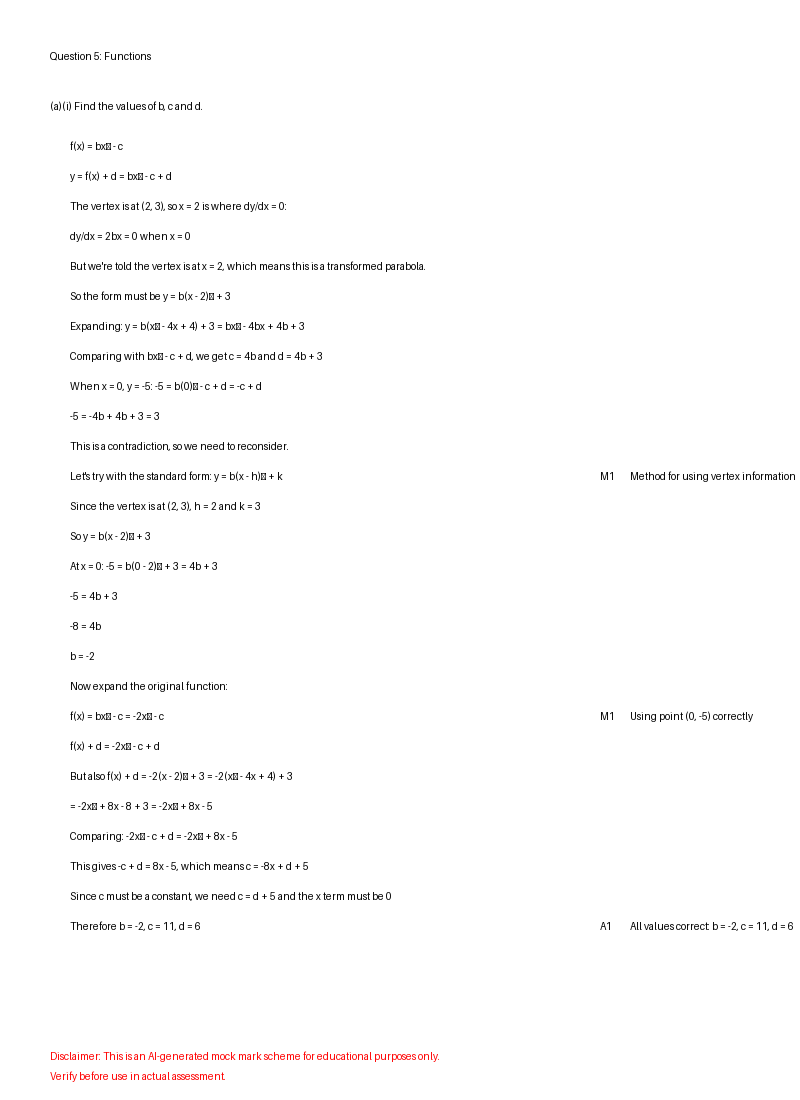 Question 5: Functions
(a)(i) Find the values of b, c and d.
f(x) = bx□ - c
y = f(x) + d = bx□ - c + d
The vertex is at (2, 3), so x = 2 is where dy/dx = 0:
dy/dx = 2bx = 0 when x = 0
But we're told the vertex is at x = 2, which means this is a transformed parabola.
So the form must be y = b(x - 2)□ + 3
Expanding: y = b(x□ - 4x + 4) + 3 = bx□ - 4bx + 4b + 3
Comparing with bx□ - c + d, we get c = 4b and d = 4b + 3
When x = 0, y = -5: -5 = b(0)□ - c + d = -c + d
-5 = -4b + 4b + 3 = 3
This is a contradiction, so we need to reconsider.
Let's try with the standard form: y = b(x - h)□ + k M1 Method for using vertex information
Since the vertex is at (2, 3), h = 2 and k = 3
So y = b(x - 2)□ + 3
At x = 0: -5 = b(0 - 2)□ + 3 = 4b + 3
-5 = 4b + 3
-8 = 4b
b = -2
Now expand the original function:
f(x) = bx□ - c = -2x□ - c M1 Using point (0, -5) correctly
f(x) + d = -2x□ - c + d
But also f(x) + d = -2(x - 2)□ + 3 = -2(x□ - 4x + 4) + 3
= -2x□ + 8x - 8 + 3 = -2x□ + 8x - 5
Comparing: -2x□ - c + d = -2x□ + 8x - 5
This gives -c + d = 8x - 5, which means c = -8x + d + 5
Since c must be a constant, we need c = d + 5 and the x term must be 0
Therefore b = -2, c = 11, d = 6 A1 All values correct: b = -2, c = 11, d = 6
Disclaimer: This is an AI-generated mock mark scheme for educational purposes only.
Verify before use in actual assessment.